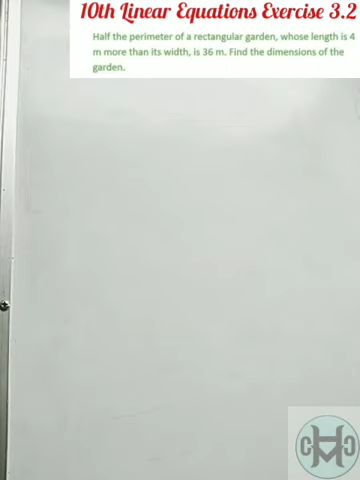 10th Linear Equations Exercise 3.2
Half the perimeter of a rectangular garden, whose length is 4
m more than its width, is 36 m. Find the dimensions of the
garden.